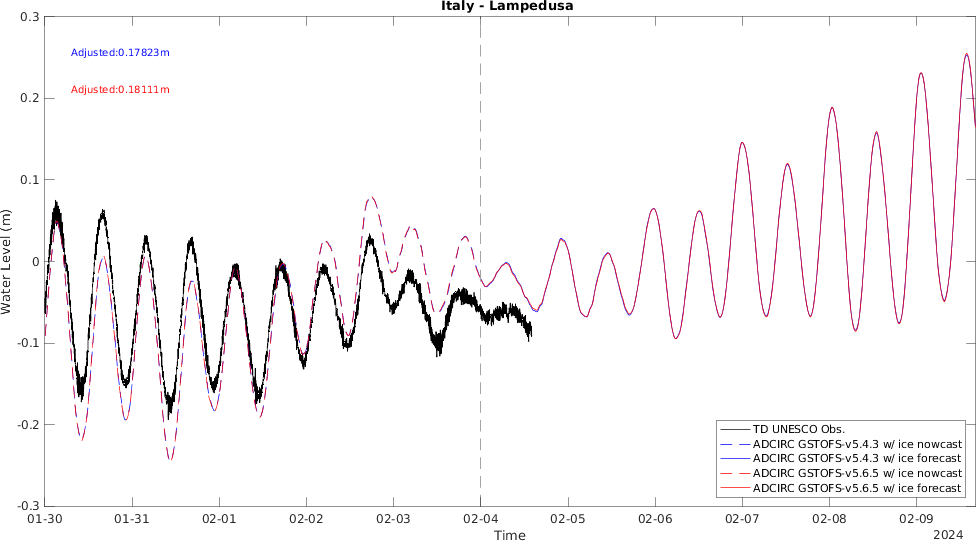 Italy - Lampedusa
0.3
Adjusted:0.17823m
Adjusted:0.18111m
0.2
0.1
0
-0.1
-0.2
-0.3
Water Level (m)
TD UNESCO Obs.
ADCIRC GSTOFS-v5.4.3 w/ ice nowcast
ADCIRC GSTOFS-v5.4.3 w/ ice forecast
ADCIRC GSTOFS-v5.6.5 w/ ice nowcast
ADCIRC GSTOFS-v5.6.5 w/ ice forecast
01-30 01-31 02-01 02-02 02-03 02-04 02-05 02-06 02-07 02-08 02-09
Time
2024